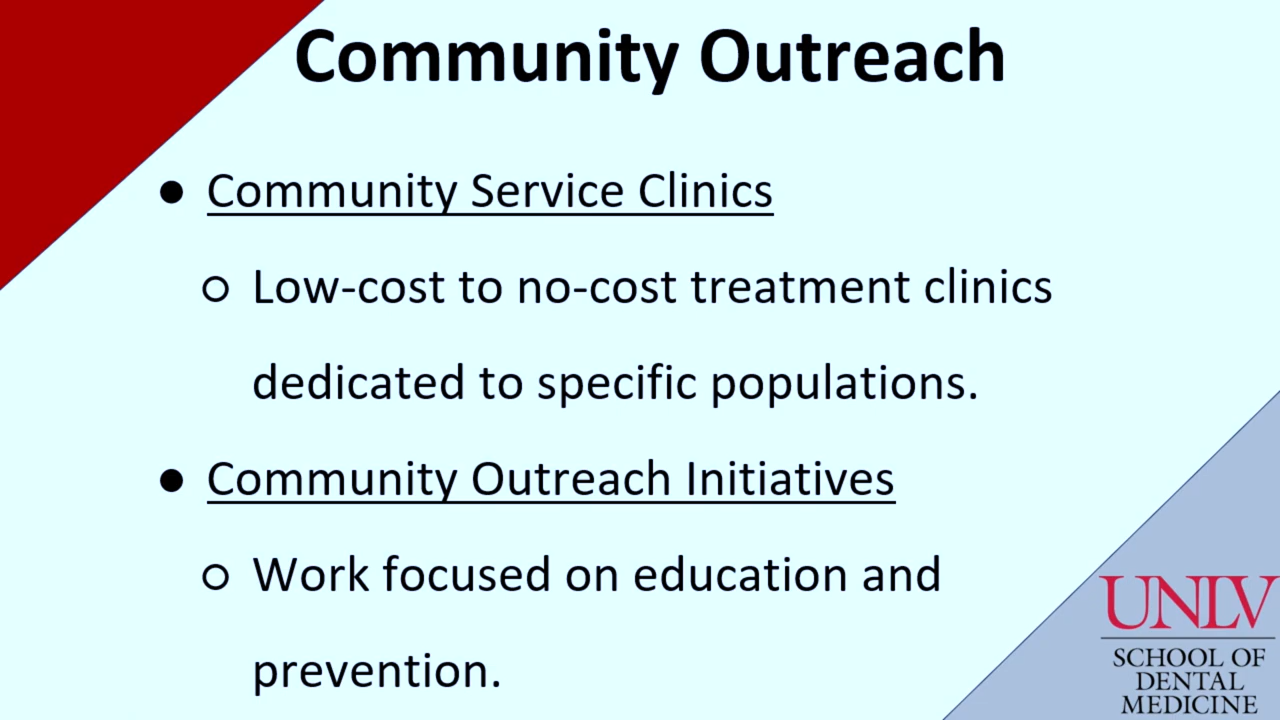 Community Outreach
● Community Service Clinics
○ Low-cost to no-cost treatment clinics
dedicated to specific populations.
● Community Outreach Initiatives
○ Work focused on education and
prevention.
UNLV
SCHOOL OF
DENTAL
MEDICINE